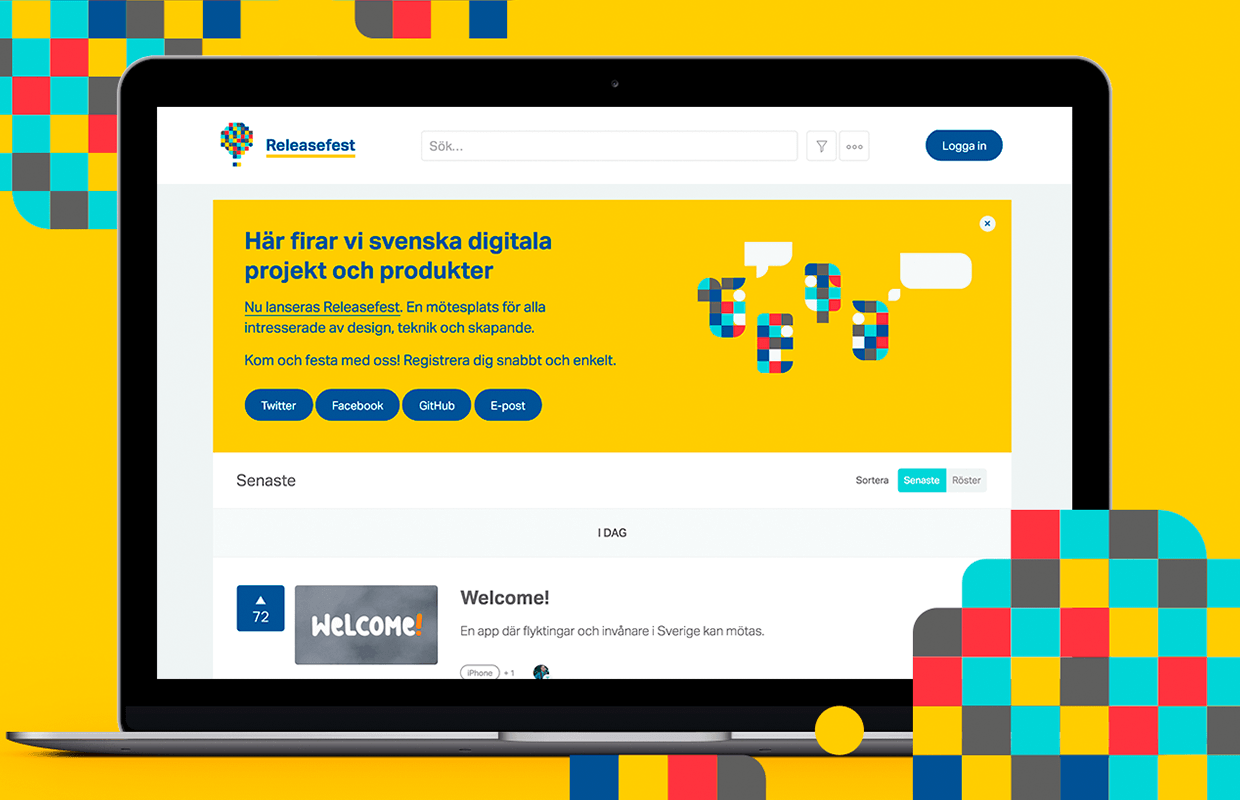 Releasefest
Sök...
Logga in
Här firar vi svenska digitala
projekt och produkter
Nu lanseras Releasefest. En mötesplats för alla
intresserade av design, teknik och skapande.
Kom och festa med oss! Registrera dig snabbt och enkelt.
Twitter
Facebook
GitHub
E-post
Senaste
Sortera
Senaste
Röster
I DAG
72
WeLCOMe!
Welcome!
En app där flyktingar och invånare i Sverige kan mötas.
iPhone
+ 1